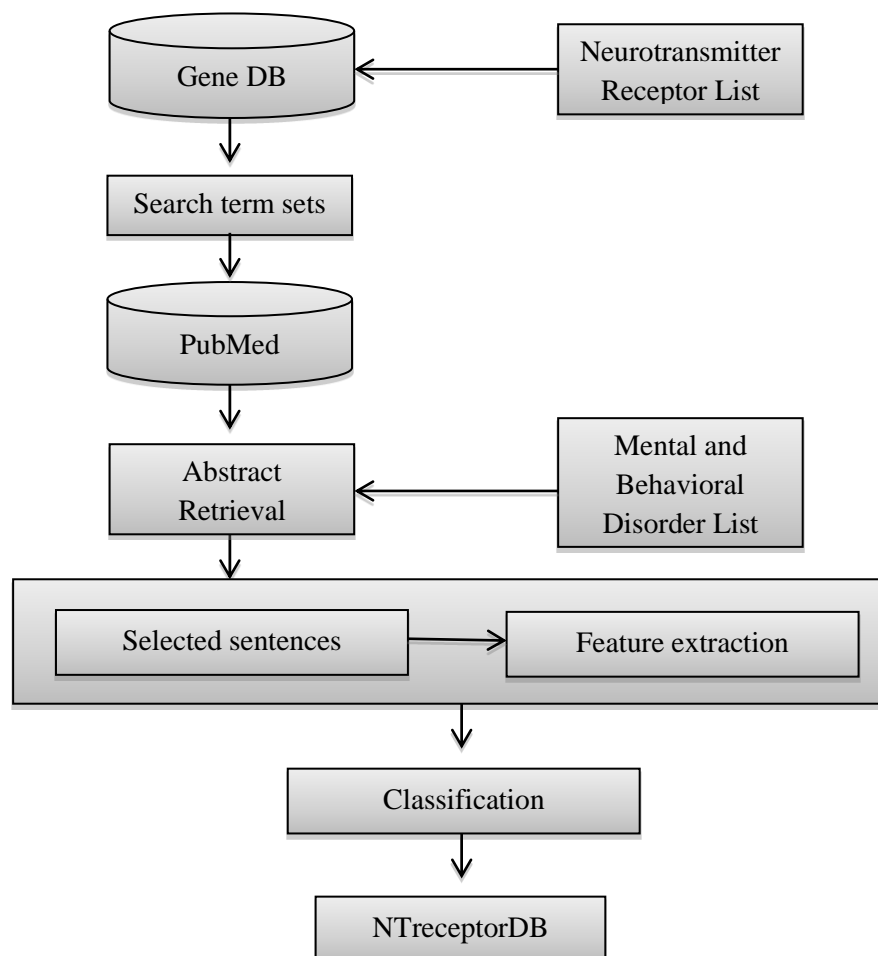 Gene DB
Neurotransmitter
Receptor List
Search term sets
PubMed
Abstract
Retrieval
Mental and
Behavioral
Disorder List
Selected sentences
Feature extraction
Classification
NTreceptorDB